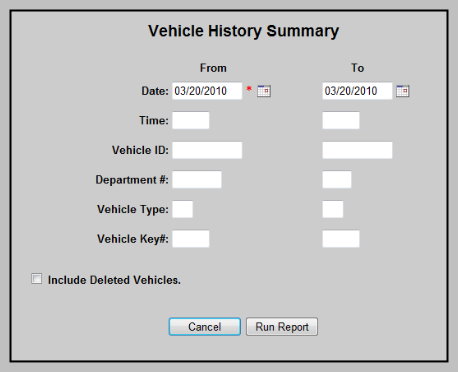 Vehicle History Summary
From To
Date: 03/20/2010 * 03/20/2010
Time:
Vehicle ID:
Department #:
Vehicle Type:
Vehicle Key#:
Include Deleted Vehicles.
Cancel Run Report